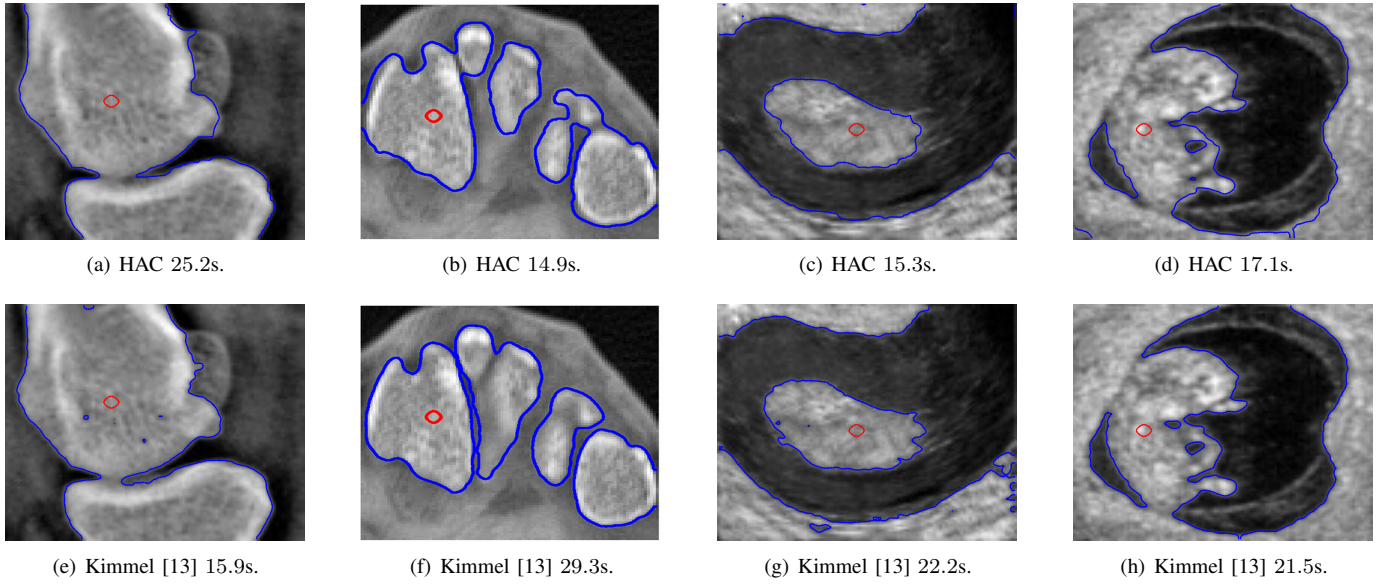 (a) HAC 25.2s.
(b) HAC 14.9s.
(c) HAC 15.3s.
(d) HAC 17.1s.
(e) Kimmel [13] 15.9s.
(f) Kimmel [13] 29.3s.
(g) Kimmel [13] 22.2s.
(h) Kimmel [13] 21.5s.